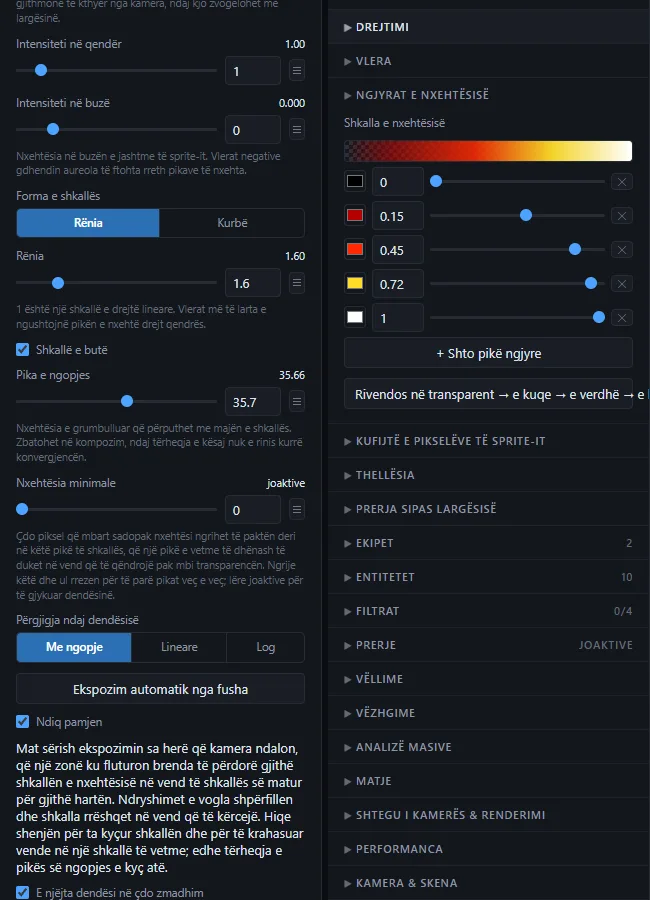 gjithmonë të kthyer nga kamera, ndaj kjo zvogëlohet me
largësinë.
Intensiteti në qendër 1.00
1
Intensiteti në buzë 0.000
0
Nxehtësia në buzën e jashtme të sprite-it. Vlerat negative
gdhendin aureola të ftohta rreth pikave të nxehta.
Forma e shkallës
Rënia Kurbë
Rënia 1.60
1.6
1 është një shkallë e drejtë lineare. Vlerat më të larta e
ngushtojnë pikën e nxehtë drejt qendrës.
Shkallë e butë
Pika e ngopjes 35.66
35.7
Nxehtësia e grumbulluar që përputhet me majën e shkallës.
Zbatohet në kompozim, ndaj tërheqja e kësaj nuk e rinis kurrë
konvergjencën.
Nxehtësia minimale joaktive
0
Çdo piksel që mbart sadopak nxehtësi ngrihet të paktën deri
në këtë pikë të shkallës, që një pikë e vetme të dhënash të
duket në vend që të qëndrojë pak mbi transparencën. Ngrije
këtë dhe ul rrezen për të parë pikat veç e veç; lëre joaktive për
të gjykuar dendësinë.
Përgjigja ndaj dendësisë
Me ngopje Lineare Log
Ekspozim automatik nga fusha
Ndiq pamjen
Mat sërish ekspozimin sa herë që kamera ndalon,
që një zonë ku fluturon brenda të përdorë gjithë
shkallën e nxehtësisë në vend të shkallës së matur
për gjithë hartën. Ndryshimet e vogla shpërfillen
dhe shkalla rrëshqet në vend që të kërcejë. Hiqe
shenjën për ta kyçur shkallën dhe për të krahasuar
vende në një shkallë të vetme; edhe tërheqja e
pikës së ngopjes e kyç atë.
E njëjta dendësi në çdo zmadhim
DREJTIMI
VLERA
NGJYRAT E NXEHTËSISË
Shkalla e nxehtësisë
0
0.15
0.45
0.72
1
+ Shto pikë ngjyre
Rivendos në transparent → e kuqe → e verdhë → e
KUFIJTË E PIKSELËVE TË SPRITE-IT
THELLËSIA
PRERJA SIPAS LARGËSISË
EKIPET 2
ENTITETET 10
FILTRAT 0/4
PRERJE JOAKTIVE
VËLLIME
VËZHGIME
ANALIZË MASIVE
MATJE
SHTEGU I KAMERËS & RENDERIMI
PERFORMANCA
KAMERA & SKENA